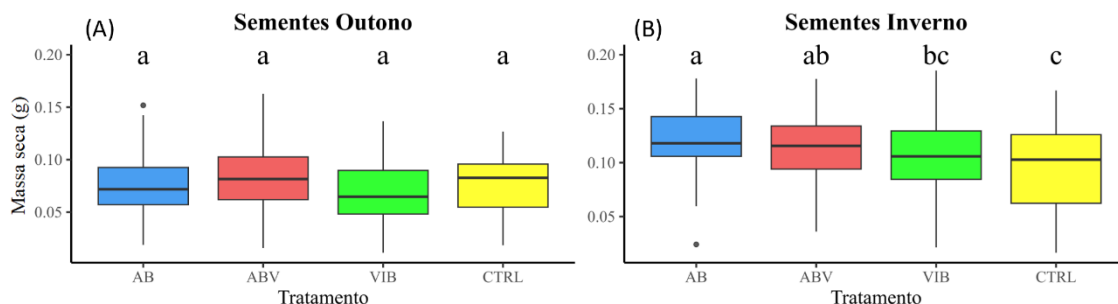 (A) Sementes Outono
a a a a
0.20
0.15
0.10
0.05
Massa seca (g)
AB ABV VIB CTRL
Tratamento
(B) Sementes Inverno
a ab bc c
0.20
0.15
0.10
0.05
AB ABV VIB CTRL
Tratamento